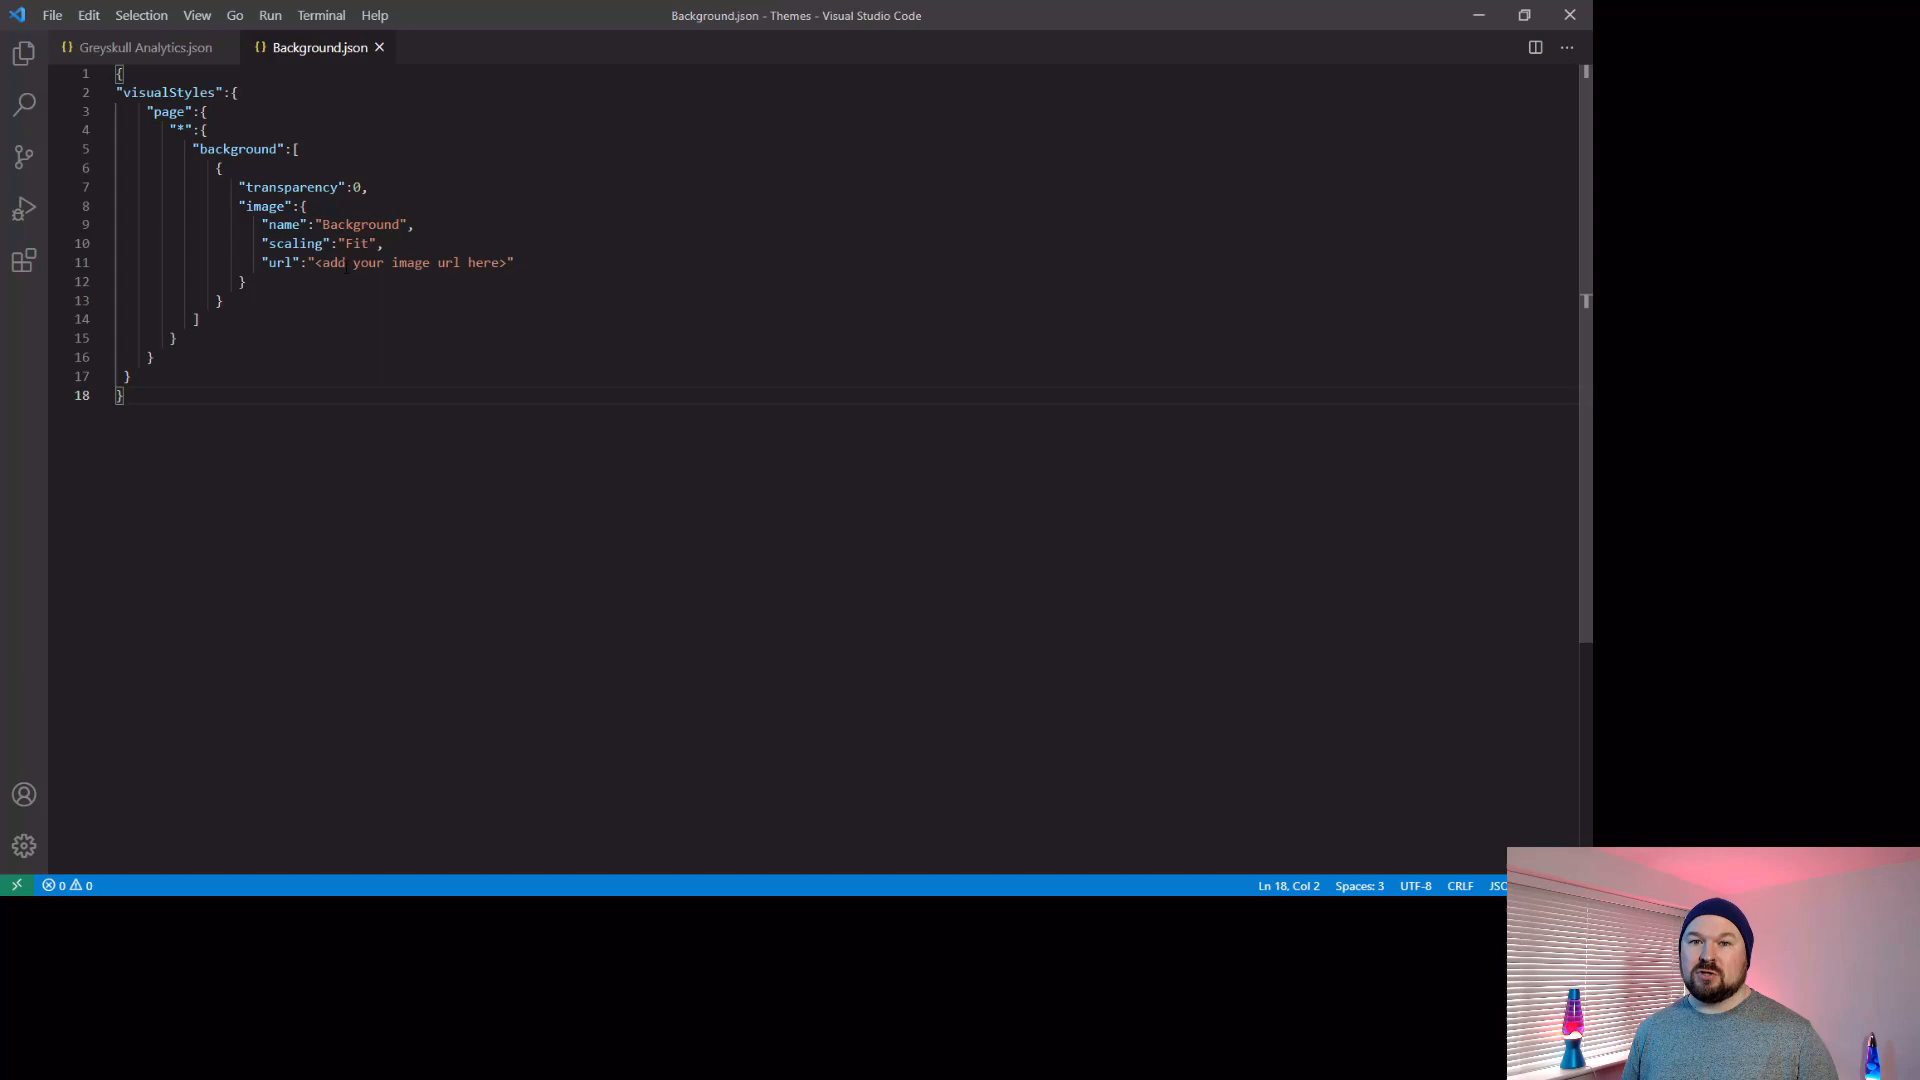 File Edit Selection View Go Run Terminal Help Background.json - Themes - Visual Studio Code
{} Greyskull Analytics.json {} Background.json
1 {
2 "visualStyles":{
3 "page":{
4 "*":{
5 "background":[
6 {
7 "transparency":0,
8 "image":{
9 "name":"Background",
10 "scaling":"Fit",
11 "url":"<add your image url here>"
12 }
13 }
14 ]
15 }
16 }
17 }
18 }
0 0 Ln 18, Col 2 Spaces: 3 UTF-8 CRLF